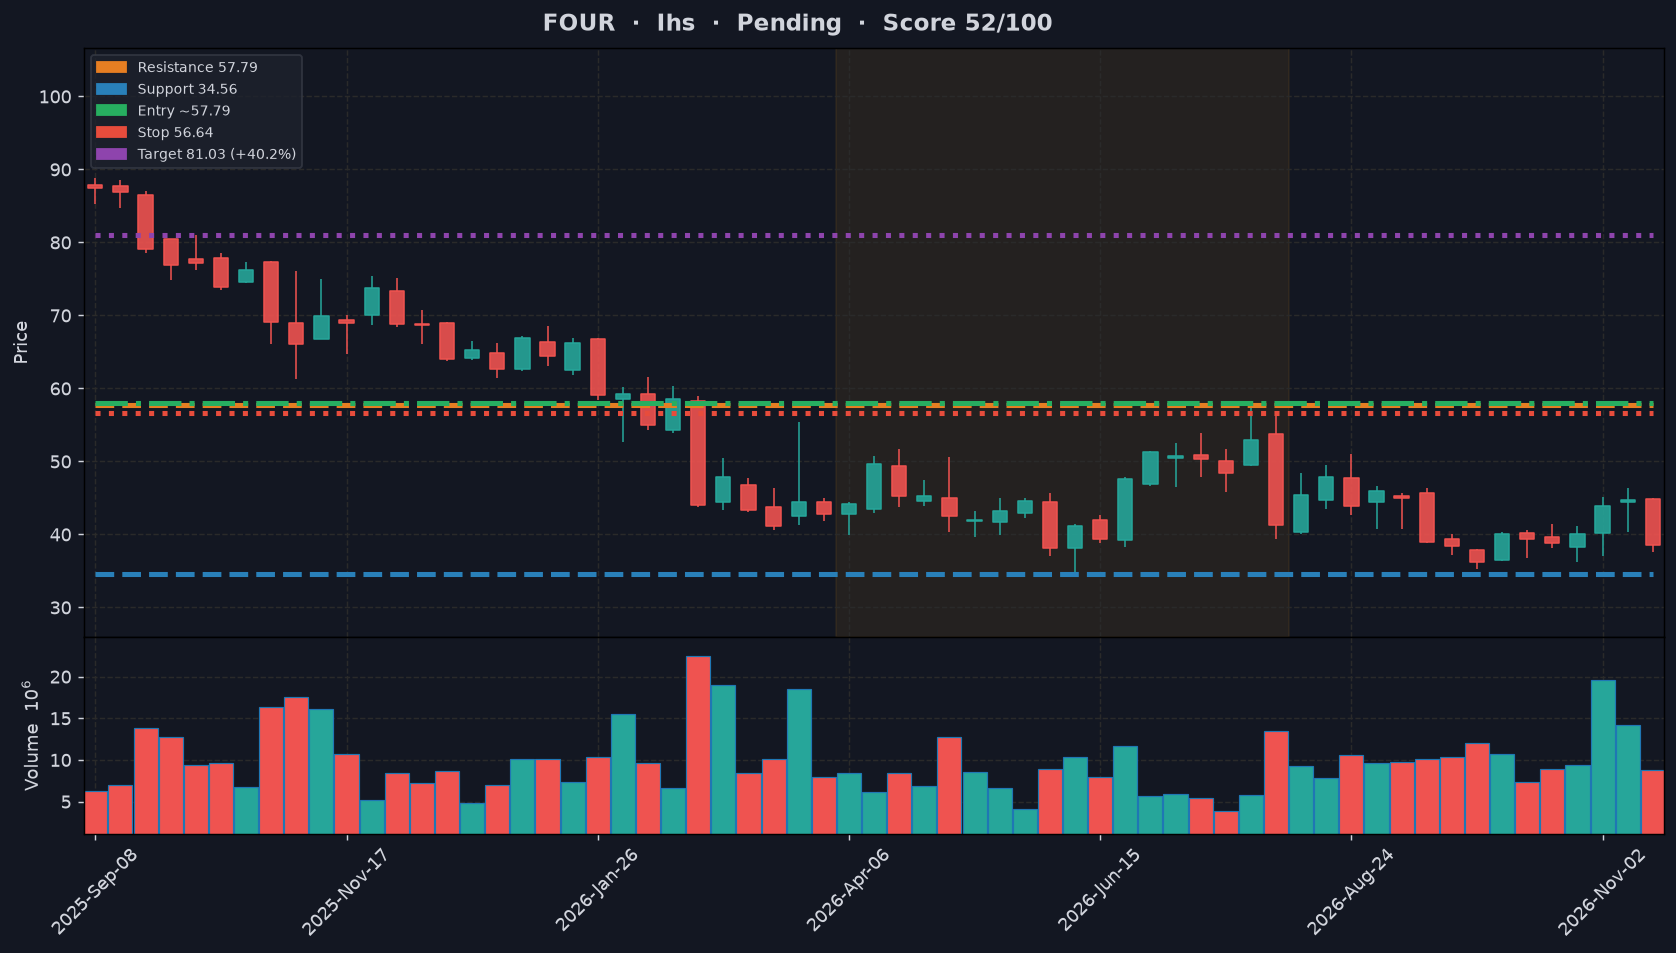 FOUR · Ihs · Pending · Score 52/100
Resistance 57.79
Support 34.56
Entry ~57.79
Stop 56.64
Target 81.03 (+40.2%)
Price
100
90
80
70
60
50
40
30
Volume 10⁶
20
15
10
5
2025-Sep-08
2025-Nov-17
2026-Jan-26
2026-Apr-06
2026-Jun-15
2026-Aug-24
2026-Nov-02